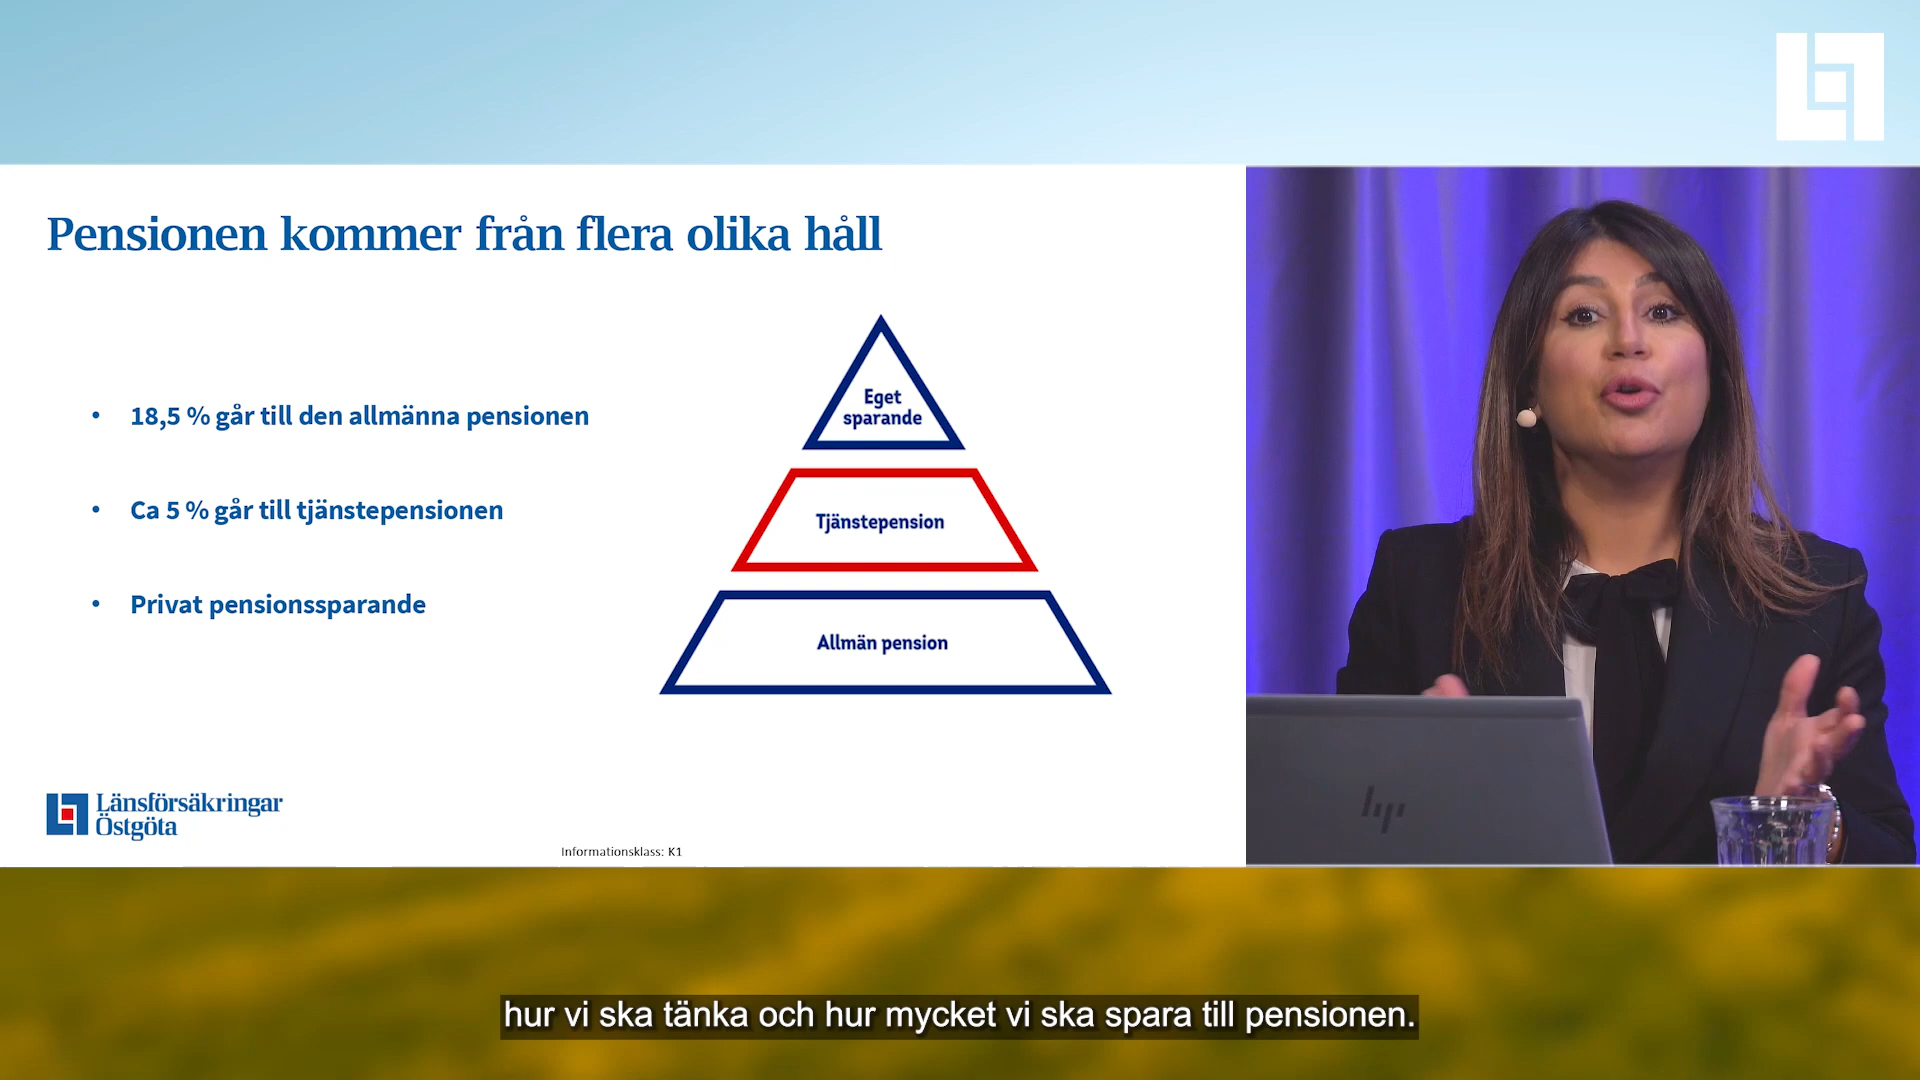 Pensionen kommer från flera olika håll
• 18,5 % går till den allmänna pensionen
• Ca 5 % går till tjänstepensionen
• Privat pensionssparande
Eget
sparande
Tjänstepension
Allmän pension
Länsförsäkringar
Östgöta
Informationsklass: K1
hp
hur vi ska tänka och hur mycket vi ska spara till pensionen.